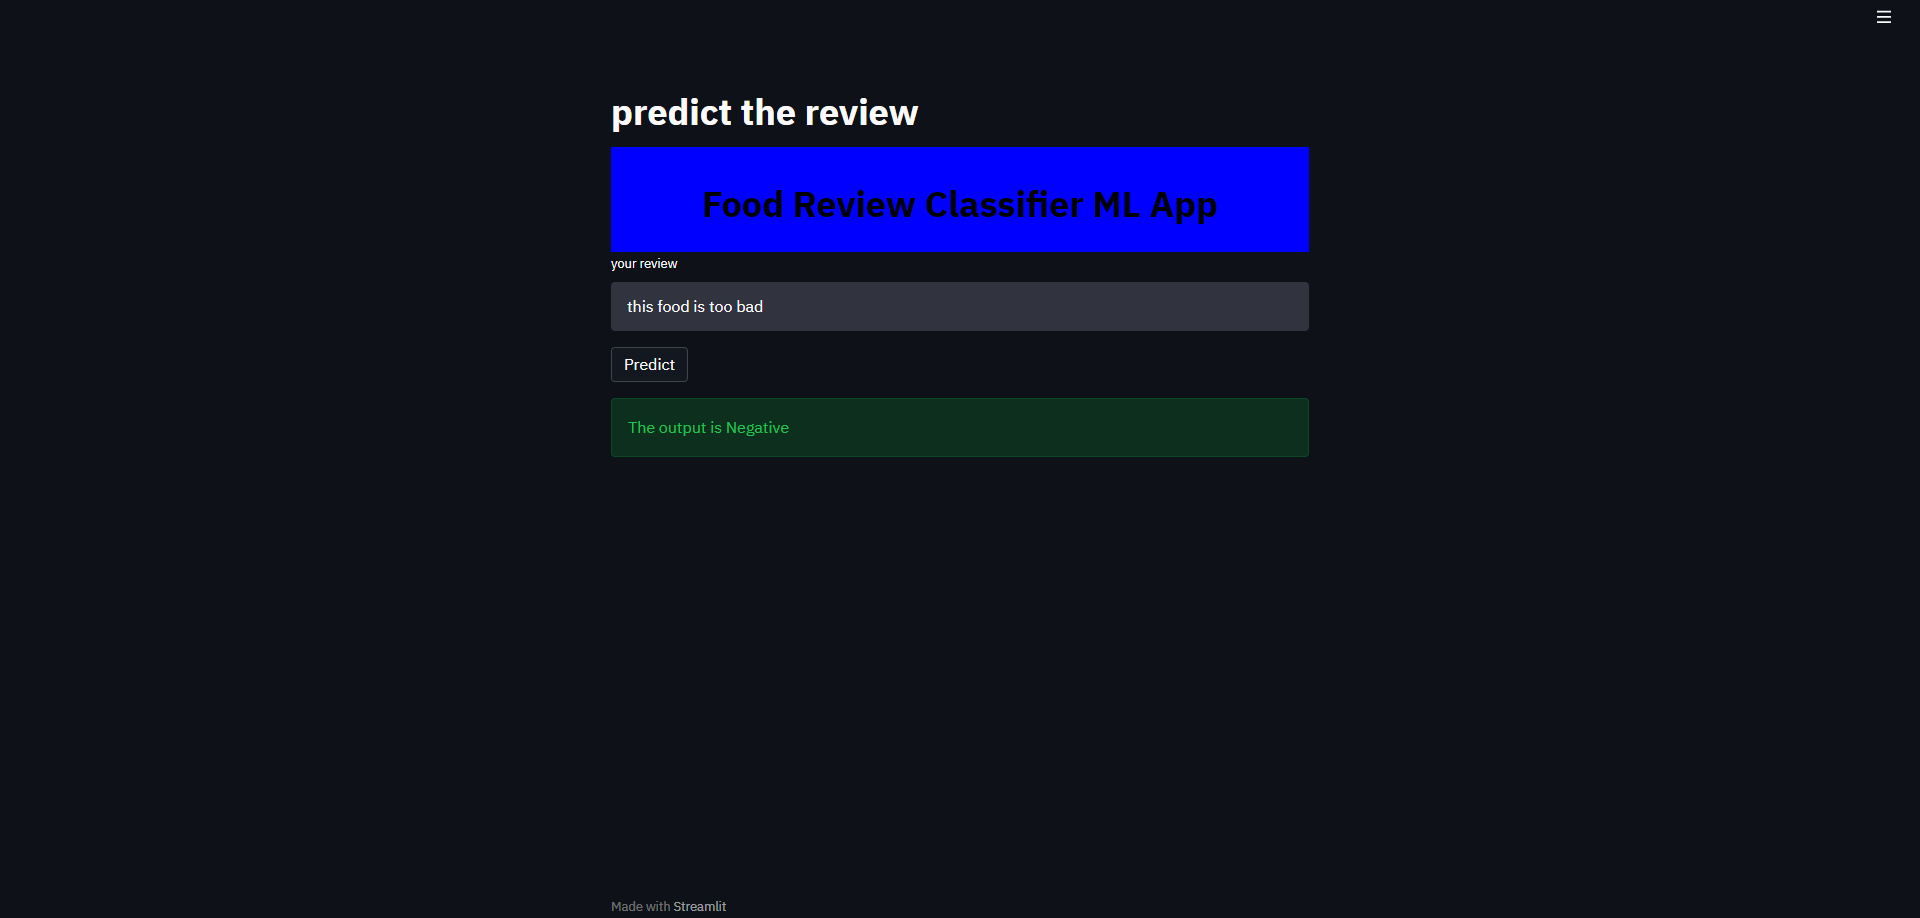 predict the review
Food Review Classifier ML App
your review
this food is too bad
Predict
The output is Negative
Made with Streamlit